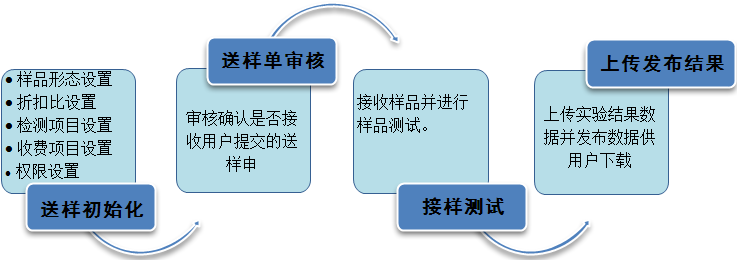 ● 样品形态设置
● 折扣比设置
● 检测项目设置
● 收费项目设置
● 权限设置
送样初始化
送样单审核
审核确认是否接
收用户提交的送
样申
接收样品并进行
样品测试。
接样测试
上传发布结果
上传实验结果数
据并发布数据供
用户下载